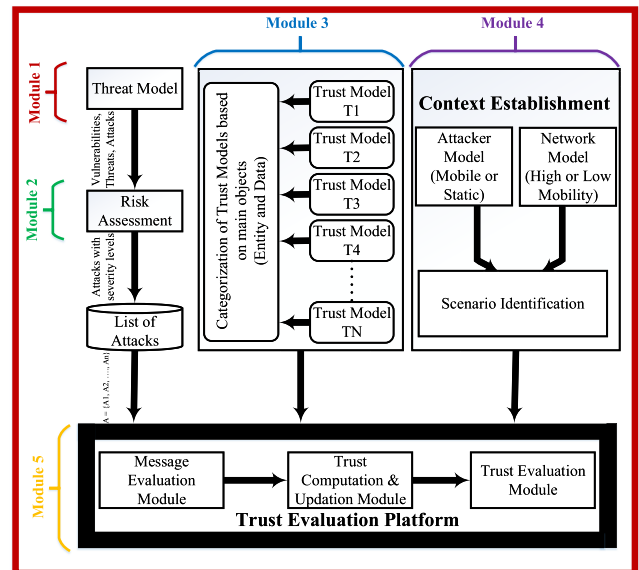 Module 3
Module 4
Module 1
Threat Model
Vulnerabilities,
Threats, Attacks
Module 2
Risk
Assessment
Attacks with
severity levels
List of
Attacks
A = {A1, A2, ...., An}
Categorization of Trust Models based
on main objects
(Entity and Data)
Trust Model
T1
Trust Model
T2
Trust Model
T3
Trust Model
T4
Trust Model
TN
Context Establishment
Attacker
Model
(Mobile or
Static)
Network
Model
(High or Low
Mobility)
Scenario Identification
Module 5
Message
Evaluation
Module
Trust
Computation &
Updation Module
Trust Evaluation
Module
Trust Evaluation Platform